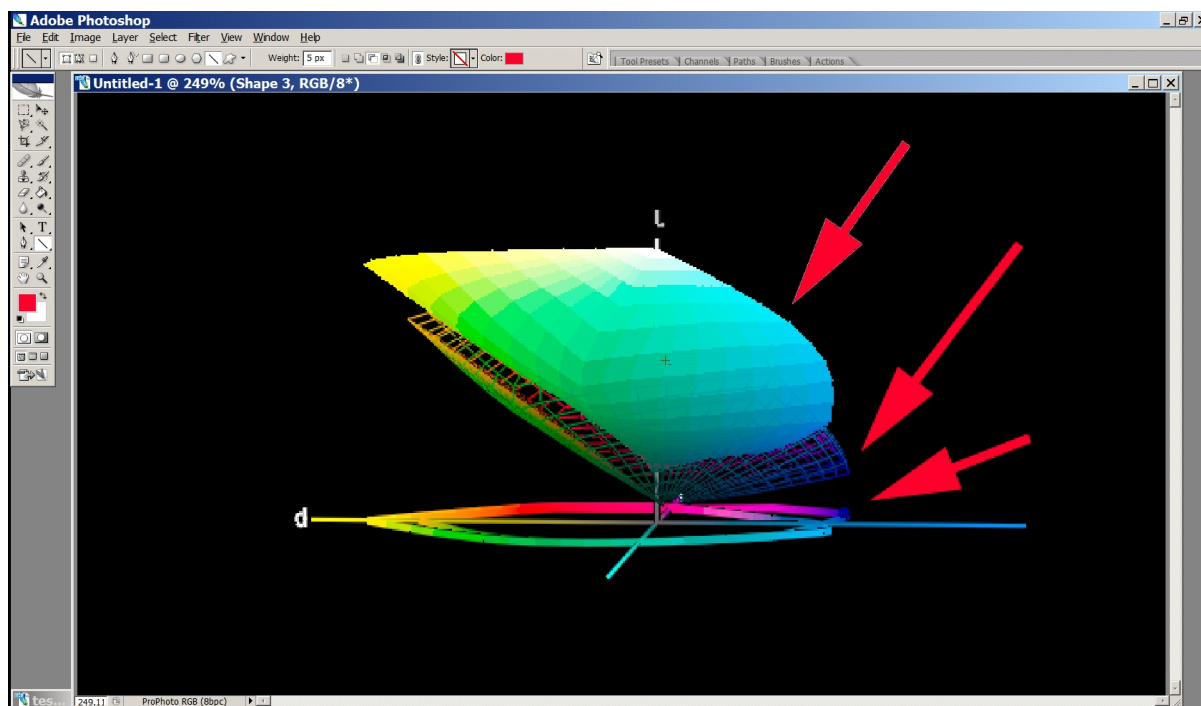 Adobe Photoshop
File Edit Image Layer Select Filter View Window Help
Weight: 5 px Style: Color: Tool Presets Channels Paths Brushes Actions
Untitled-1 @ 249% (Shape 3, RGB/8*)
L
d
tes...
249.11 ProPhoto RGB (8bpc)